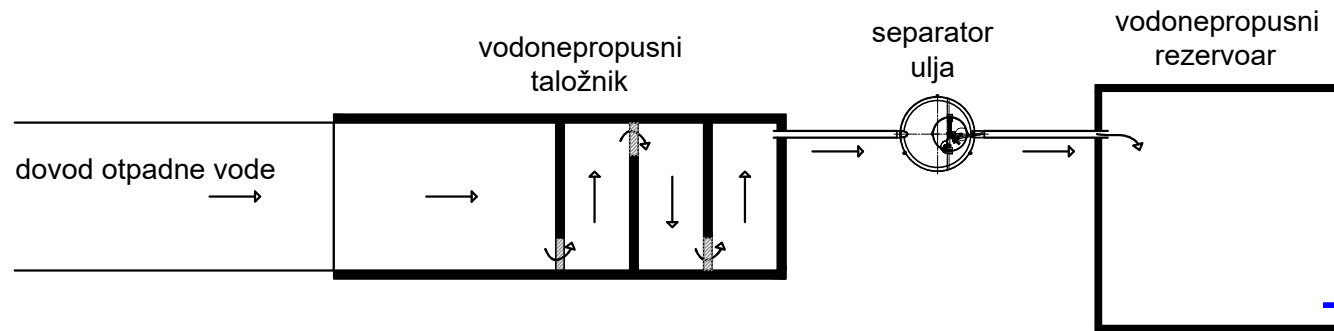 vodonepropusni
taložnik
separator
ulja
vodonepropusni
rezervoar
dovod otpadne vode